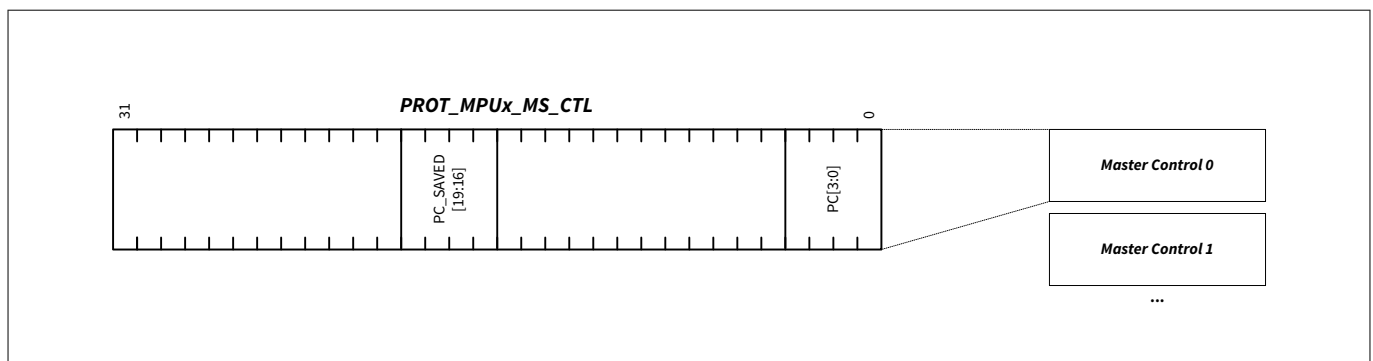 PROT_MPUx_MS_CTL
31
0
PC_SAVED
[19:16]
PC[3:0]
Master Control 0
Master Control 1
...